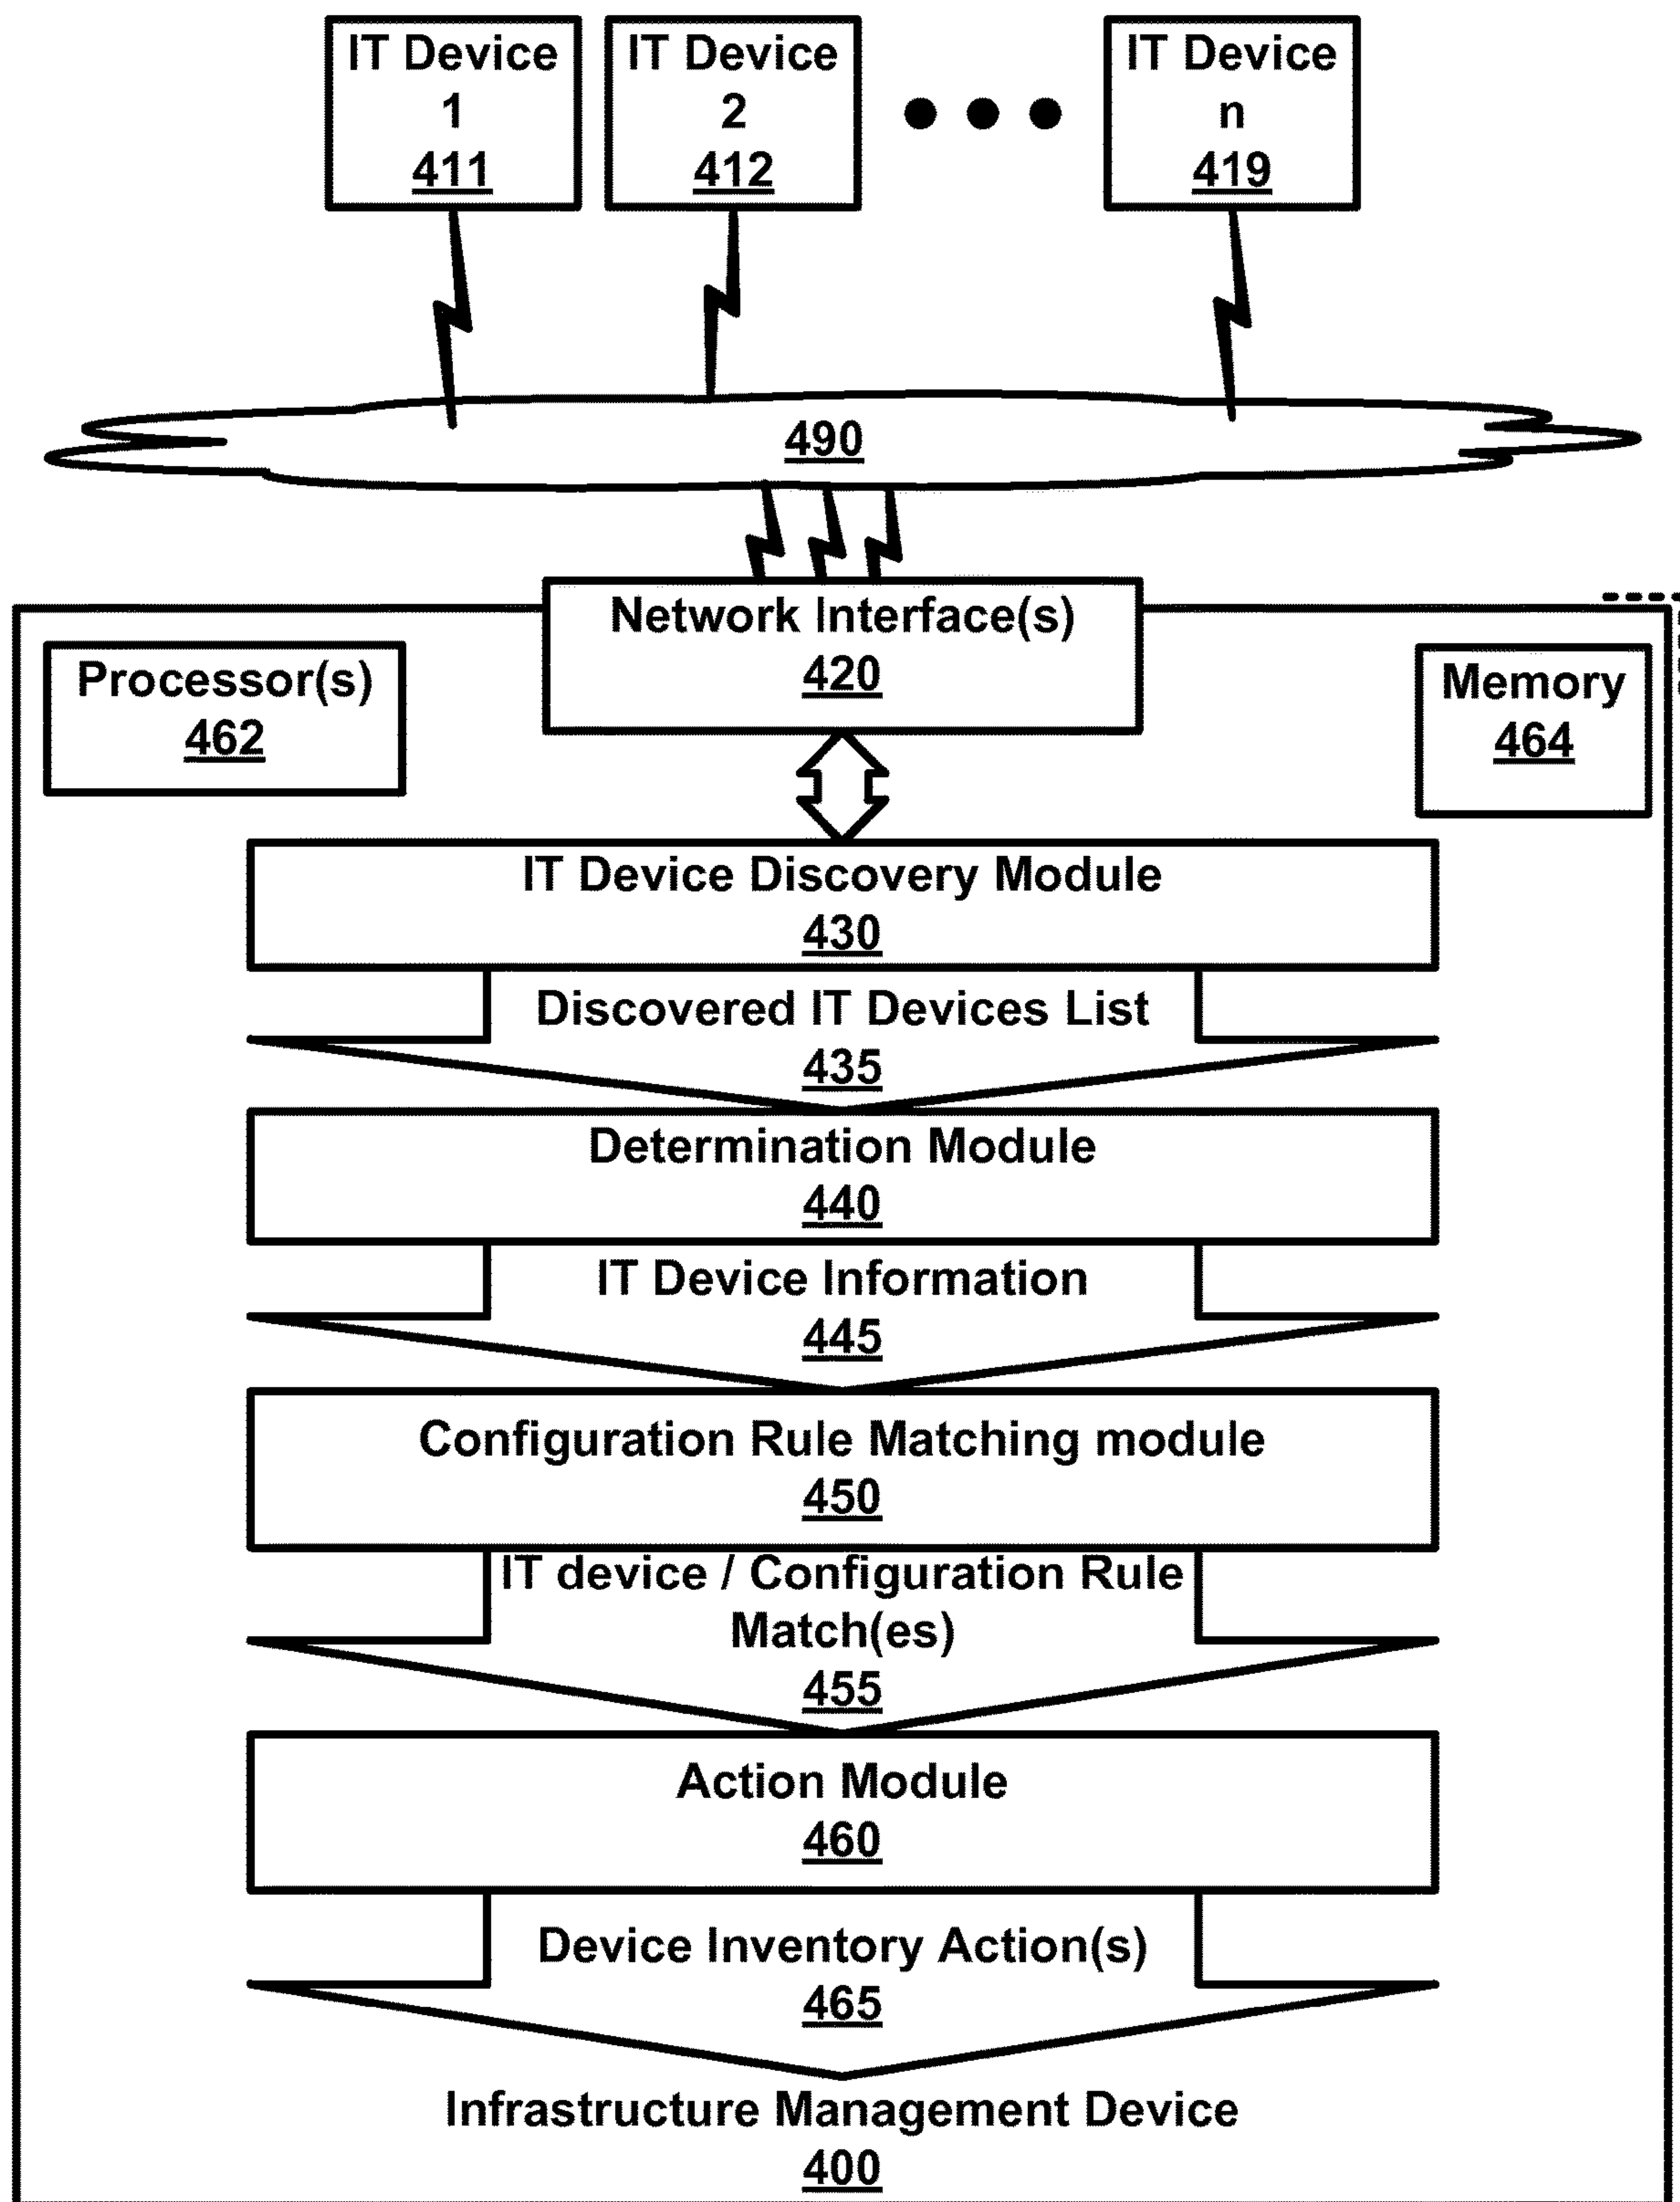 IT Device
1
411
IT Device
2
412
IT Device
n
419
490
Network Interface(s)
420
Processor(s)
462
Memory
464
IT Device Discovery Module
430
Discovered IT Devices List
435
Determination Module
440
IT Device Information
445
Configuration Rule Matching module
450
IT device / Configuration Rule
Match(es)
455
Action Module
460
Device Inventory Action(s)
465
Infrastructure Management Device
400